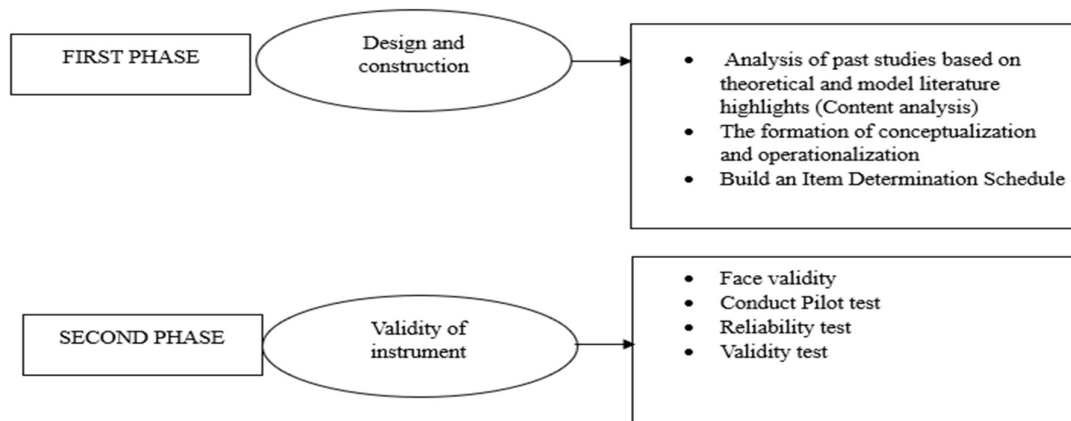 FIRST PHASE
Design and
construction
• Analysis of past studies based on
theoretical and model literature
highlights (Content analysis)
• The formation of conceptualization
and operationalization
• Build an Item Determination Schedule
SECOND PHASE
Validity of
instrument
• Face validity
• Conduct Pilot test
• Reliability test
• Validity test